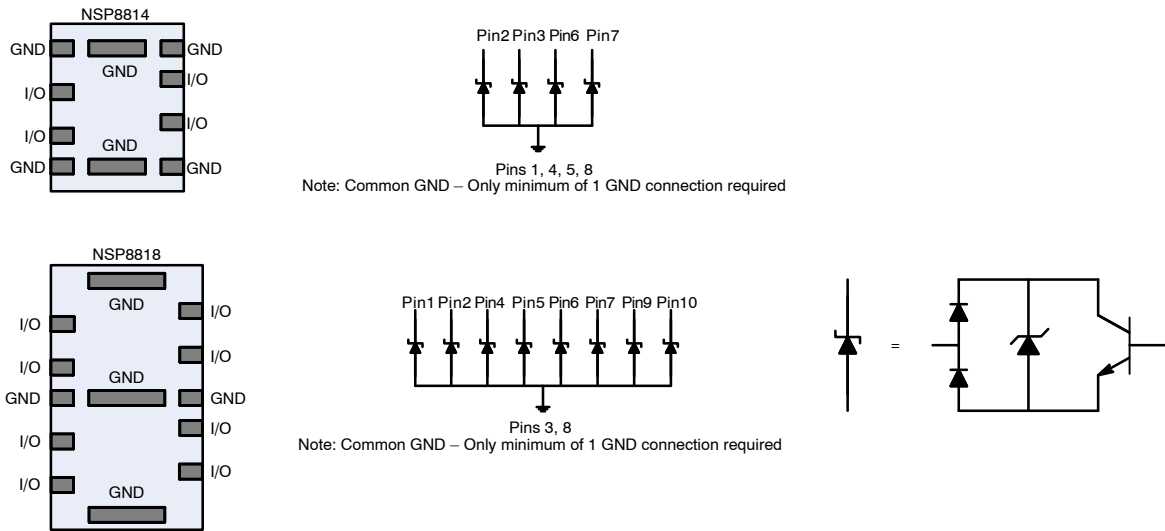 NSP8814
GND
GND
GND
I/O
I/O
I/O
I/O
GND
GND
GND
Pin2 Pin3 Pin6 Pin7
Pins 1, 4, 5, 8
Note: Common GND – Only minimum of 1 GND connection required
NSP8818
GND
I/O
I/O
I/O
I/O
GND
GND
GND
I/O
I/O
I/O
I/O
GND
Pin1 Pin2 Pin4 Pin5 Pin6 Pin7 Pin9 Pin10
Pins 3, 8
Note: Common GND – Only minimum of 1 GND connection required
=